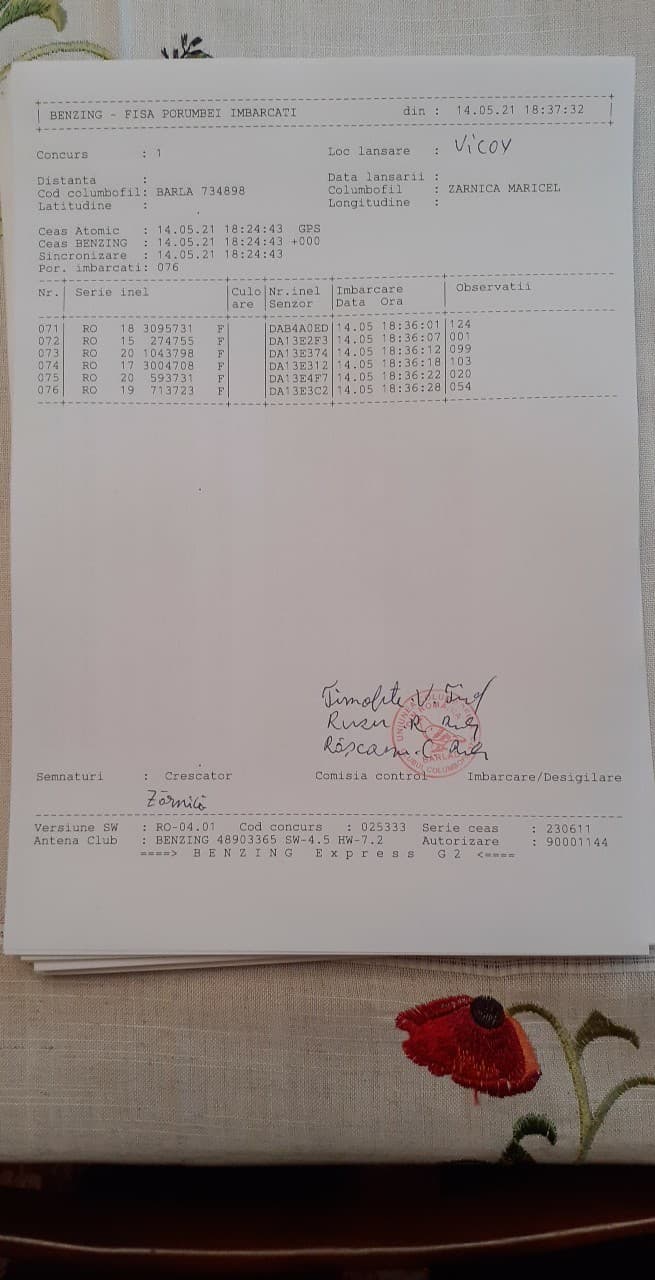 BENZING - FISA PORUMBEI IMBARCATI din : 14.05.21 18:37:32
Concurs : 1 Loc lansare : Vicoy
Distanta : Data lansarii :
Cod columbofil: BARLA 734898 Columbofil : ZARNICA MARICEL
Latitudine : Longitudine :
Ceas Atomic : 14.05.21 18:24:43 GPS
Ceas BENZING : 14.05.21 18:24:43 +000
Sincronizare : 14.05.21 18:24:43
Por. imbarcati: 076
Nr. Serie inel Culo Nr.inel Imbarcare Observatii
are Senzor Data Ora
071 RO 18 3095731 F DAB4A0ED 14.05 18:36:01 124
072 RO 15 274755 F DA13E2F3 14.05 18:36:07 001
073 RO 20 1043798 F DA13E374 14.05 18:36:12 099
074 RO 17 3004708 F DA13E312 14.05 18:36:18 103
075 RO 20 593731 F DA13E4F7 14.05 18:36:22 020
076 RO 19 713723 F DA13E3C2 14.05 18:36:28 054
Semnaturi : Crescator Comisia control Imbarcare/Desigilare
Versiune SW : RO-04.01 Cod concurs : 025333 Serie ceas : 230611
Antena Club : BENZING 48903365 SW-4.5 HW-7.2 Autorizare : 90001144
====> B E N Z I N G E x p r e s s G 2 <====